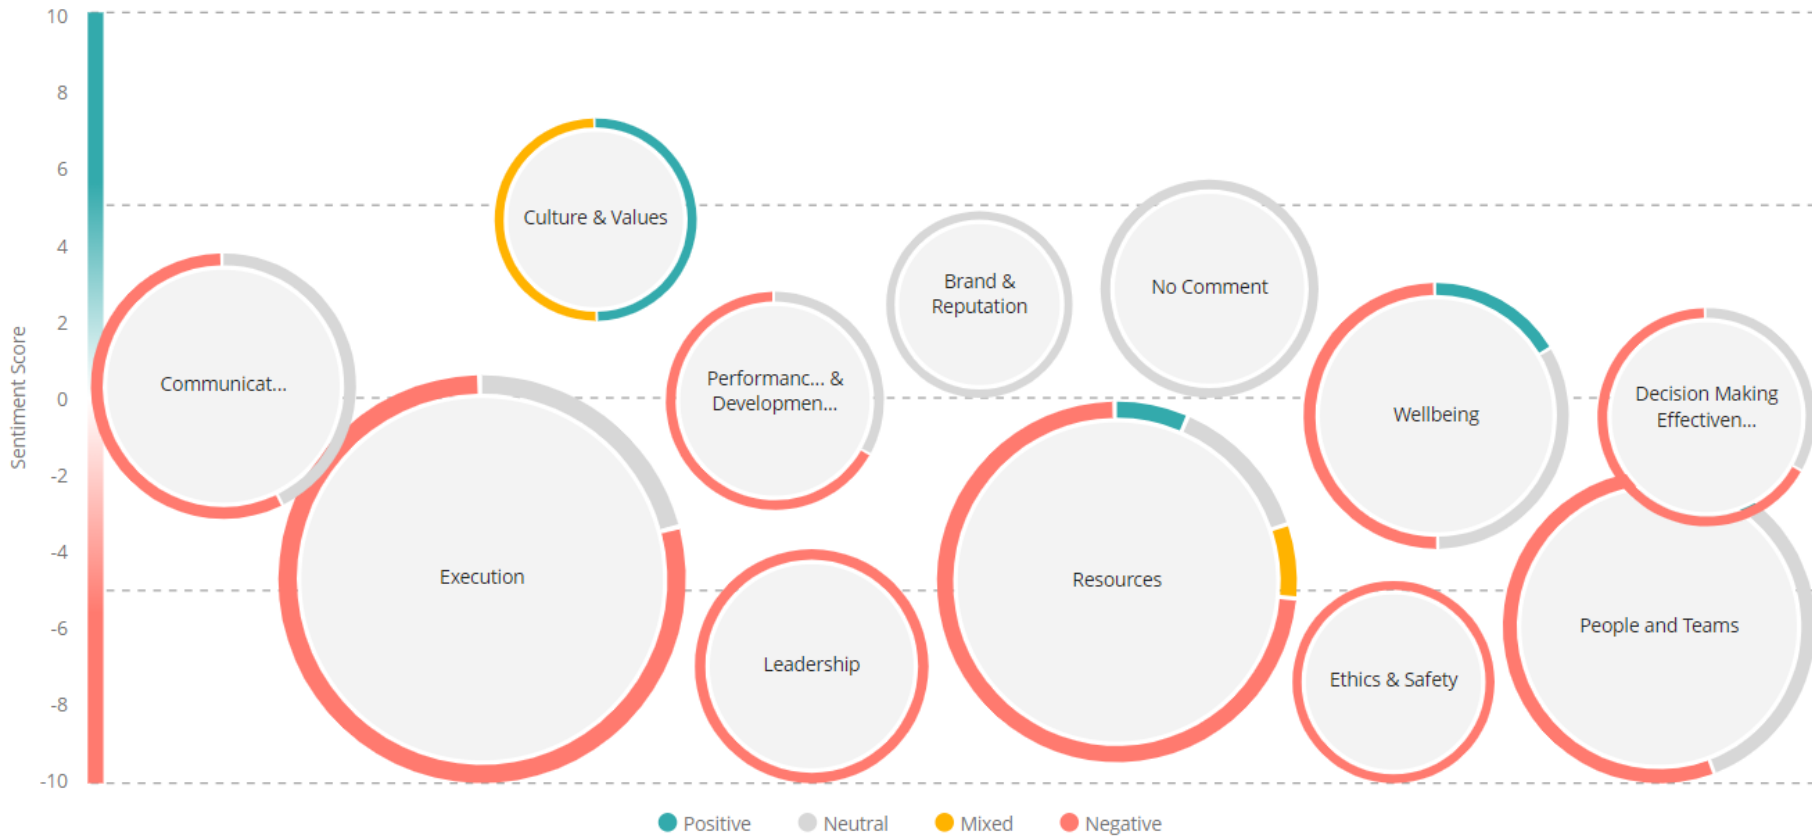 10
8
6
4
2
0
-2
-4
-6
-8
-10
Sentiment Score
Culture & Values
Brand &
Reputation
No Comment
Communicat...
Performanc... &
Developmen...
Wellbeing
Decision Making
Effectiven...
Execution
Resources
People and Teams
Leadership
Ethics & Safety
Positive
Neutral
Mixed
Negative